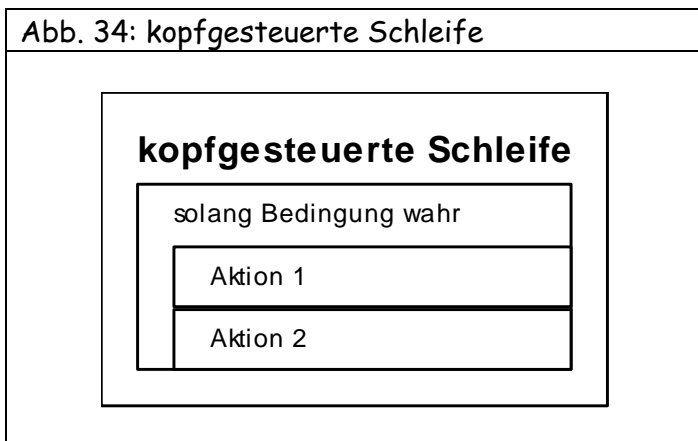 Abb. 34: kopfgesteuerte Schleife
kopfgesteuerte Schleife
solang Bedingung wahr
Aktion 1
Aktion 2